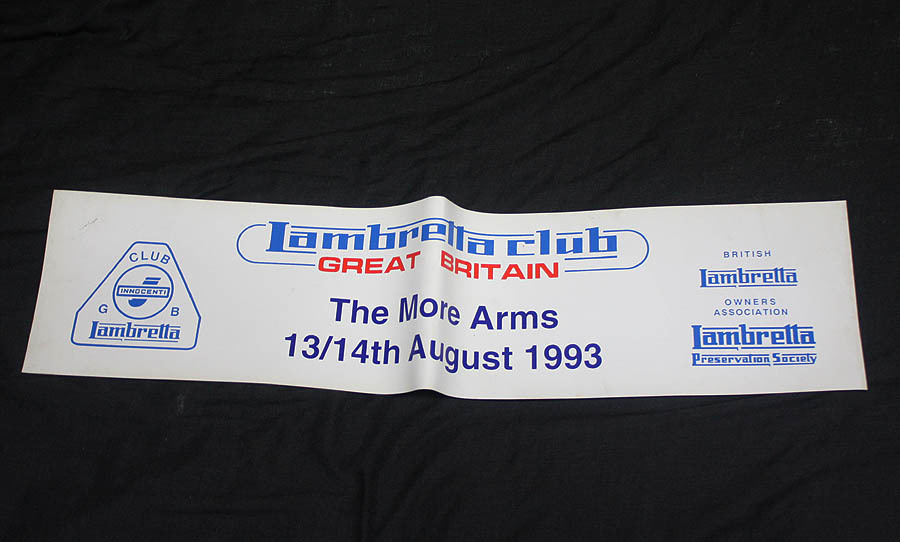 CLUB
INNOCENTI
G B
Lambretta
Lambretta club
GREAT BRITAIN
The More Arms
13/14th August 1993
BRITISH
Lambretta
OWNERS
ASSOCIATION
Lambretta
Preservation Society